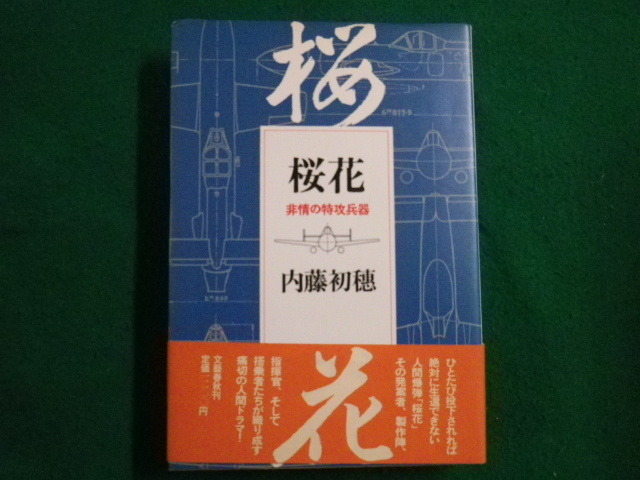 桜
桜花
非情の特攻兵器
内藤初穂
花
ひとたび投下されれば
絶対に生還できない
人間爆弾「桜花」
その発案者、製作陣、
指揮官、そして
搭乗者たちが織り成す
痛切の人間ドラマ!
文藝春秋刊
定価
円